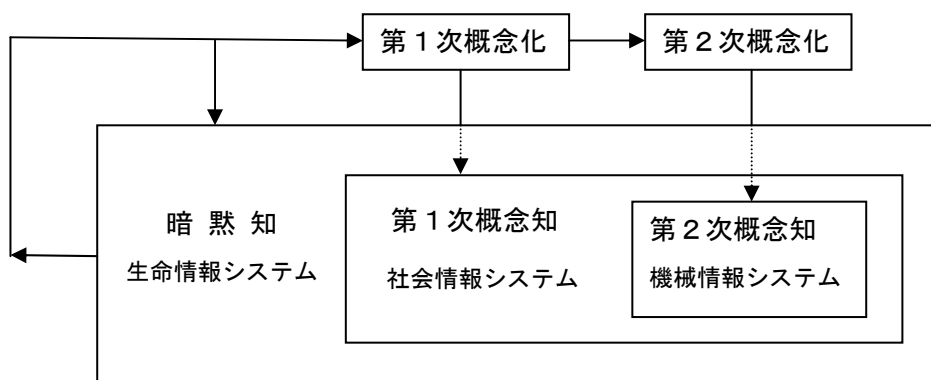 第１次概念化
第２次概念化
暗 黙 知
生命情報システム
第１次概念知
社会情報システム
第２次概念知
機械情報システム